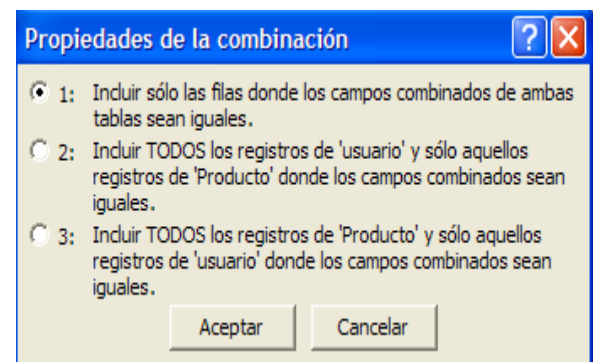 Propiedades de la combinación
1: Incluir sólo las filas donde los campos combinados de ambas
tablas sean iguales.
2: Incluir TODOS los registros de 'usuario' y sólo aquellos
registros de 'Producto' donde los campos combinados sean
iguales.
3: Incluir TODOS los registros de 'Producto' y sólo aquellos
registros de 'usuario' donde los campos combinados sean
iguales.
Aceptar Cancelar